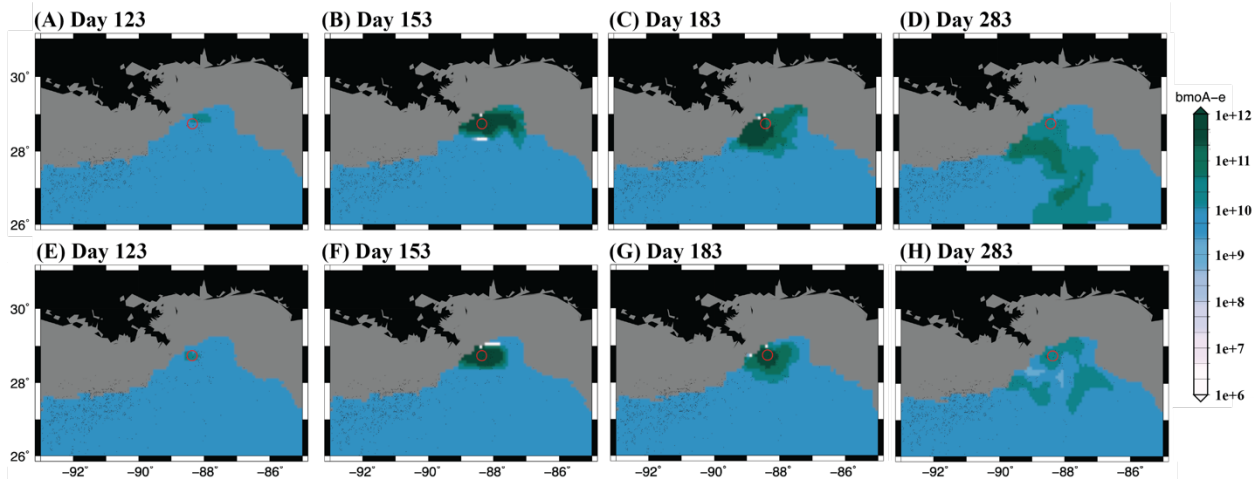 (A) Day 123
(B) Day 153
(C) Day 183
(D) Day 283
30°
28°
26°
bmoA-e
1e+12
1e+11
1e+10
1e+9
1e+8
1e+7
1e+6
(E) Day 123
(F) Day 153
(G) Day 183
(H) Day 283
30°
28°
26°
−92° −90° −88° −86°
−92° −90° −88° −86°
−92° −90° −88° −86°
−92° −90° −88° −86°